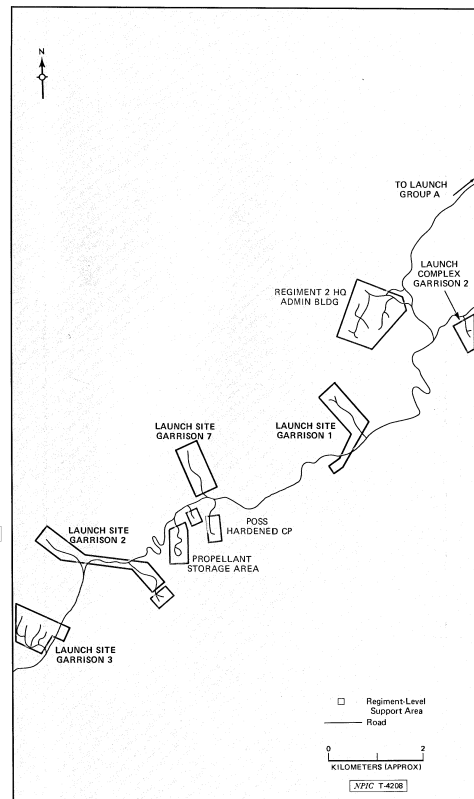 N
TO LAUNCH
GROUP A
LAUNCH
COMPLEX
GARRISON 2
REGIMENT 2 HQ
ADMIN BLDG
LAUNCH SITE
GARRISON 7
LAUNCH SITE
GARRISON 1
POSS
HARDENED CP
LAUNCH SITE
GARRISON 2
PROPELLANT
STORAGE AREA
LAUNCH SITE
GARRISON 3
Regiment-Level
Support Area
Road
0 2
KILOMETERS (APPROX)
NPIC T-4208